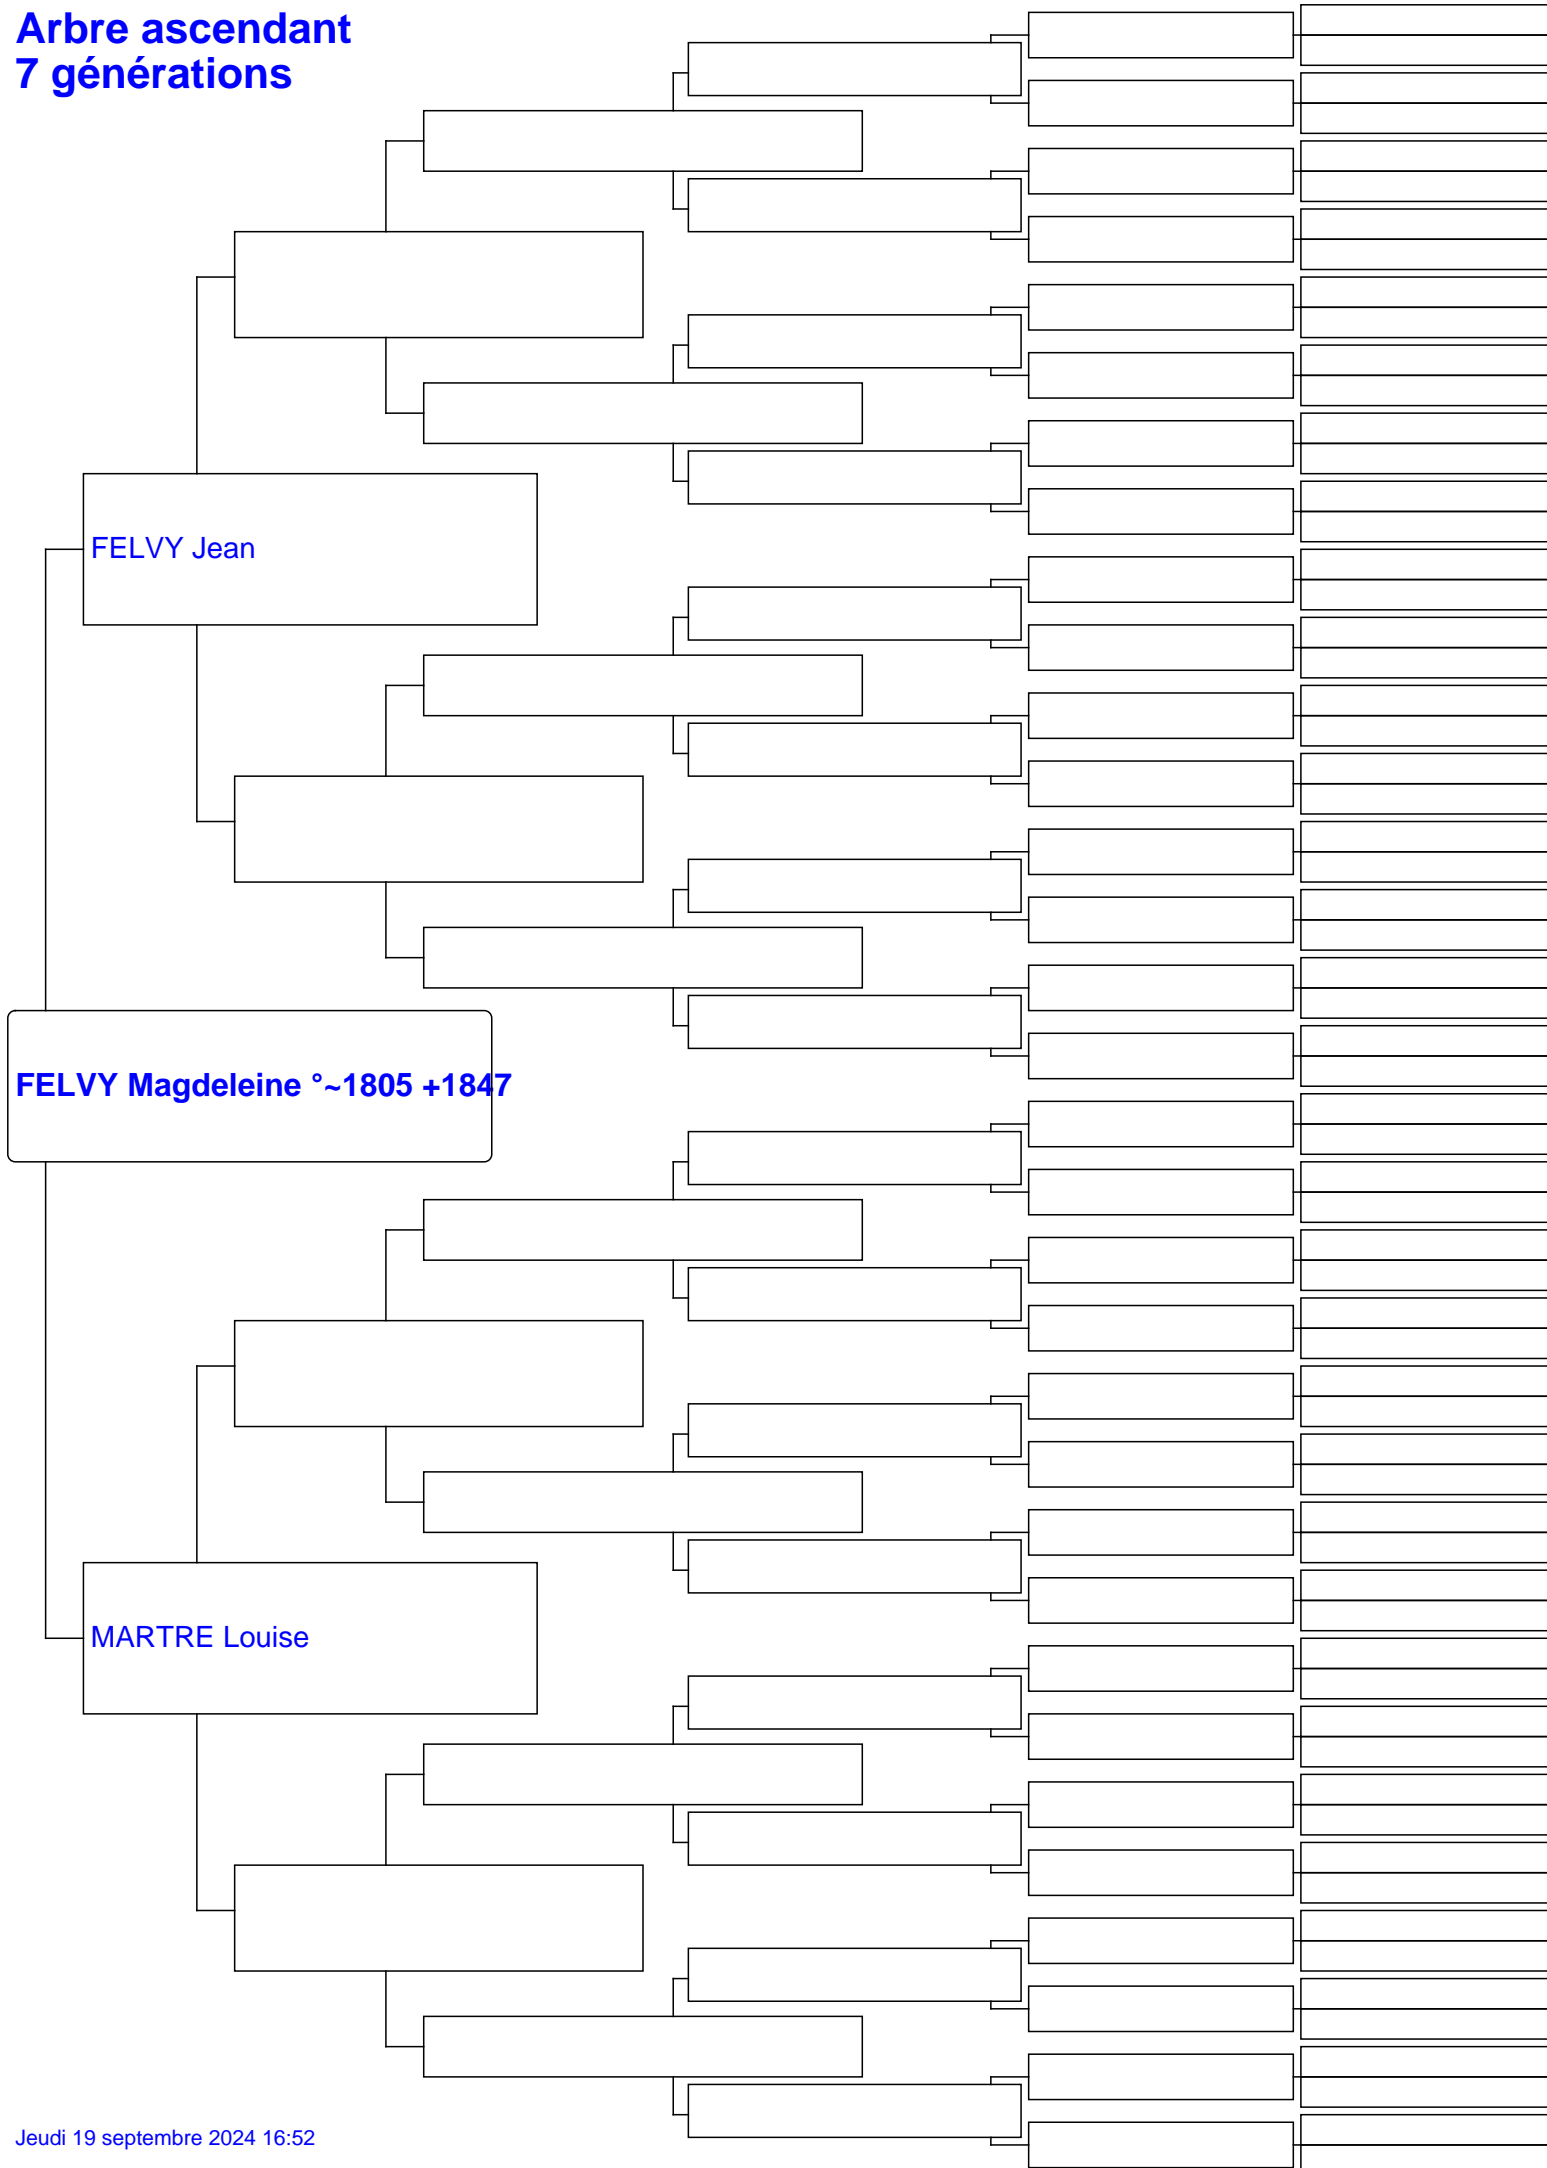 Arbre ascendant
7 générations
FELVY Jean
FELVY Magdeleine °~1805 +1847
MARTRE Louise
Jeudi 19 septembre 2024 16:52